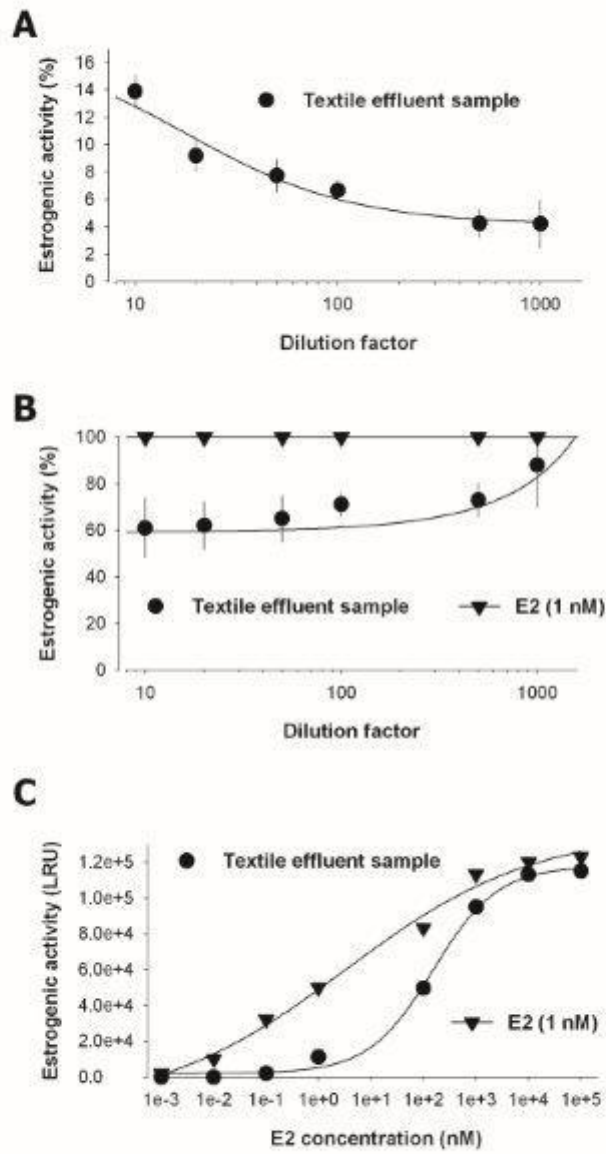 A
16
14
12
10
8
6
4
2
0
Estrogenic activity (%)
Textile effluent sample
10 100 1000
Dilution factor
B
100
80
60
40
20
0
Estrogenic activity (%)
Textile effluent sample E2 (1 nM)
10 100 1000
Dilution factor
C
1.2e+5
1.0e+5
8.0e+4
6.0e+4
4.0e+4
2.0e+4
0.0
Estrogenic activity (LRU)
Textile effluent sample
E2 (1 nM)
1e-3 1e-2 1e-1 1e+0 1e+1 1e+2 1e+3 1e+4 1e+5
E2 concentration (nM)